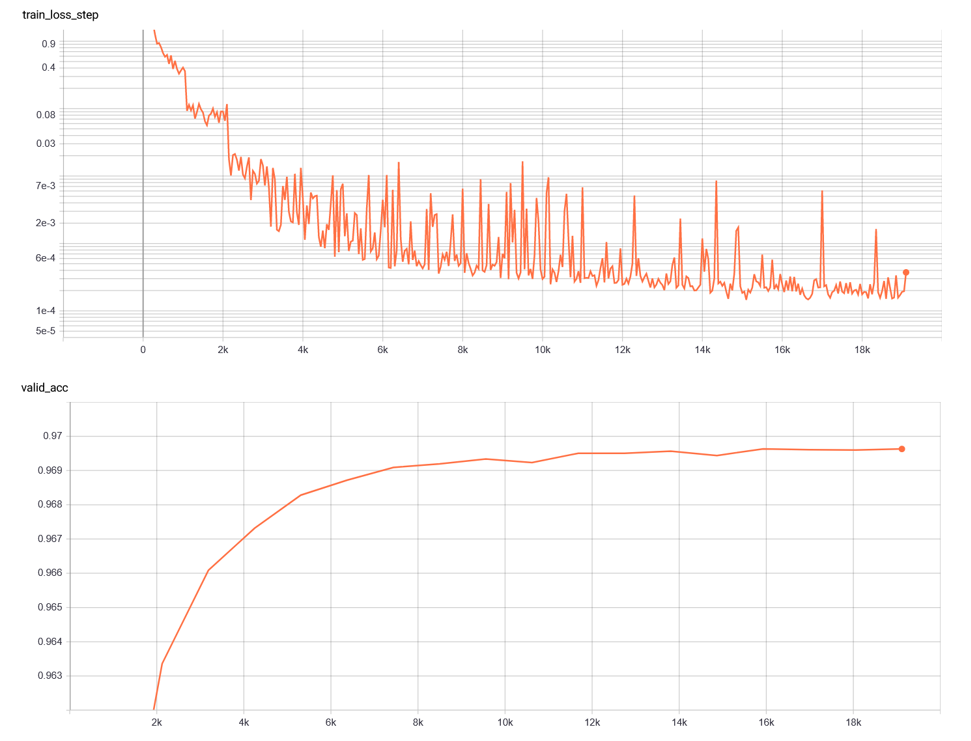 train_loss_step
0.9
0.4
0.08
0.03
7e-3
2e-3
6e-4
1e-4
5e-5
0 2k 4k 6k 8k 10k 12k 14k 16k 18k
valid_acc
0.97
0.969
0.968
0.967
0.966
0.965
0.964
0.963
2k 4k 6k 8k 10k 12k 14k 16k 18k